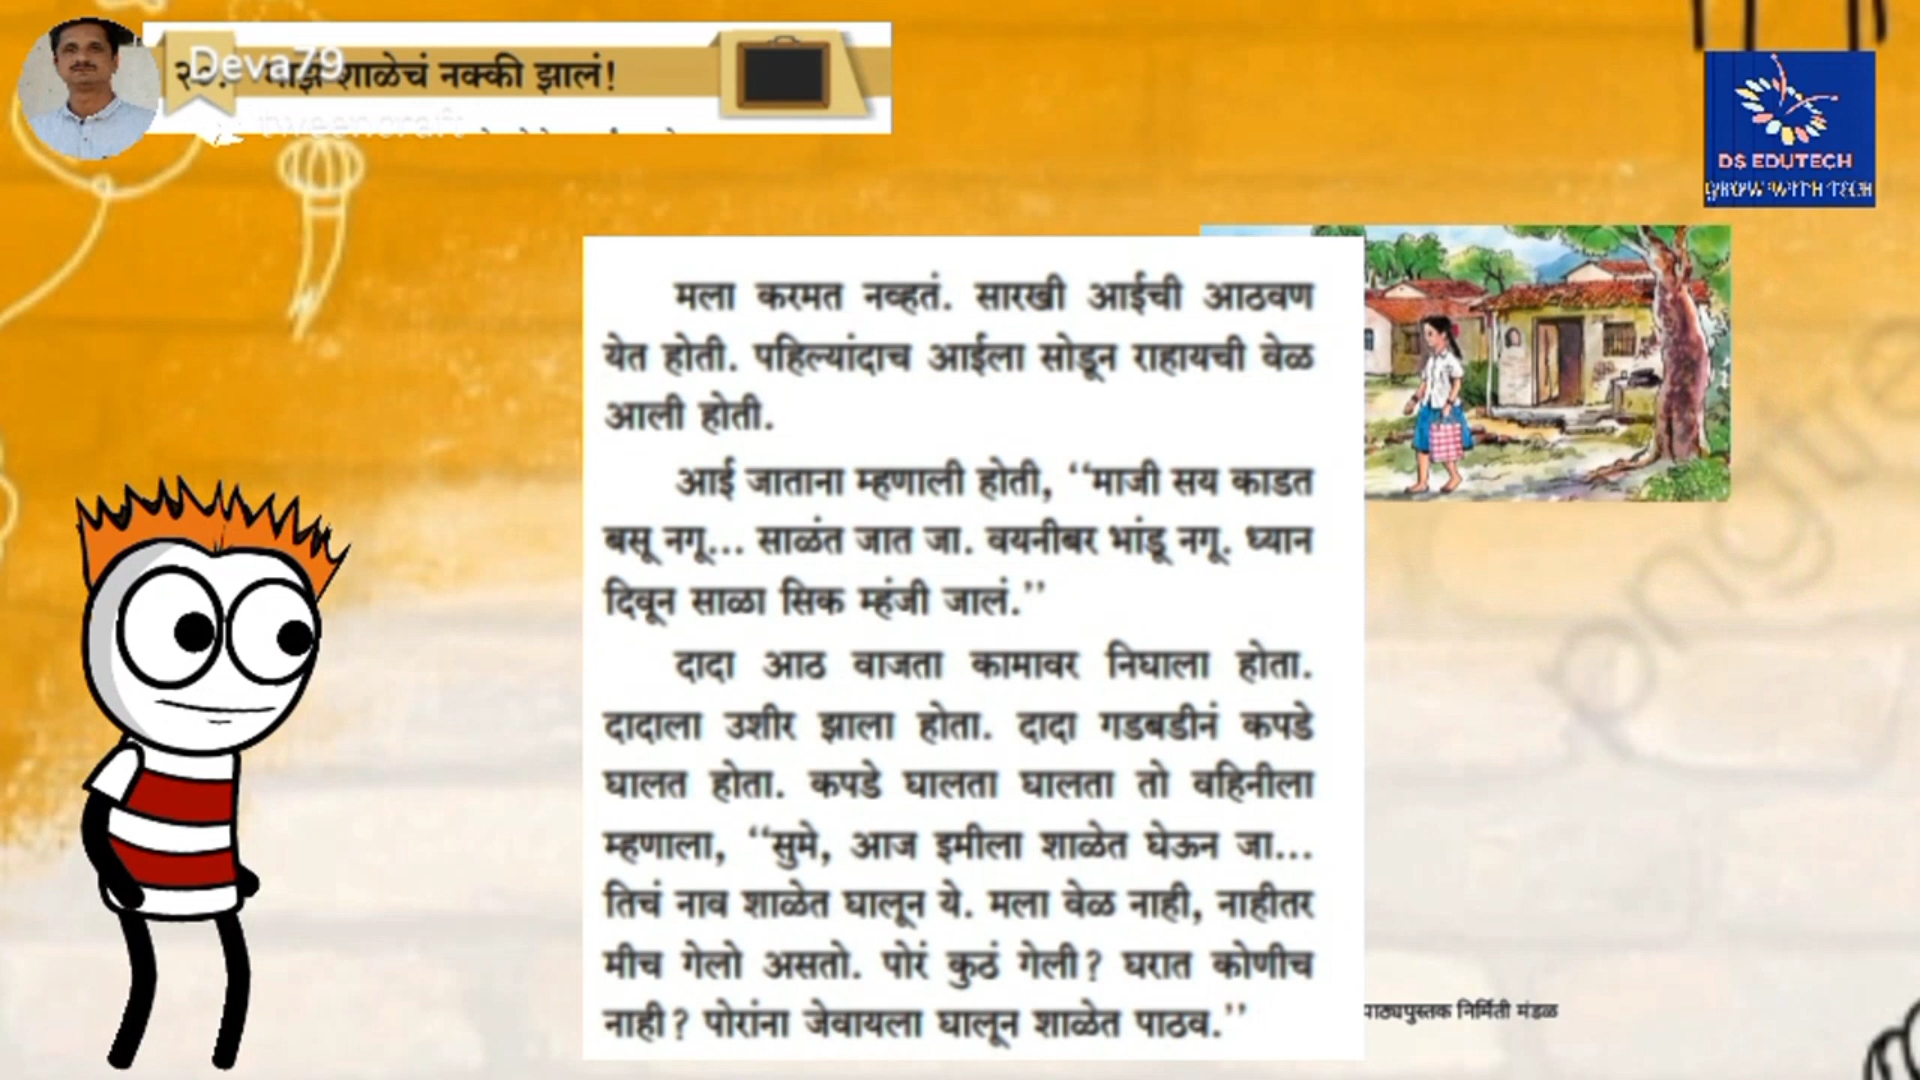 Deva79
शाळेचं नक्की झालं!
tweencraft
DS EDUTECH
GROW WITH TECH
मला करमत नव्हतं. सारखी आईची आठवण
येत होती. पहिल्यांदाच आईला सोडून राहायची वेळ
आली होती.
आई जाताना म्हणाली होती, ‘‘माजी सय काडत
बसू नगू... साळंत जात जा. वयनीबर भांडू नगू. ध्यान
दिवून साळा सिक म्हंजी जालं.’’
दादा आठ वाजता कामावर निघाला होता.
दादाला उशीर झाला होता. दादा गडबडीनं कपडे
घालत होता. कपडे घालता घालता तो वहिनीला
म्हणाला, ‘‘सुमे, आज इमीला शाळेत घेऊन जा...
तिचं नाव शाळेत घालून ये. मला वेळ नाही, नाहीतर
मीच गेलो असतो. पोरं कुठं गेली? घरात कोणीच
नाही? पोरांना जेवायला घालून शाळेत पाठव.’’
पाठ्यपुस्तक निर्मिती मंडळ